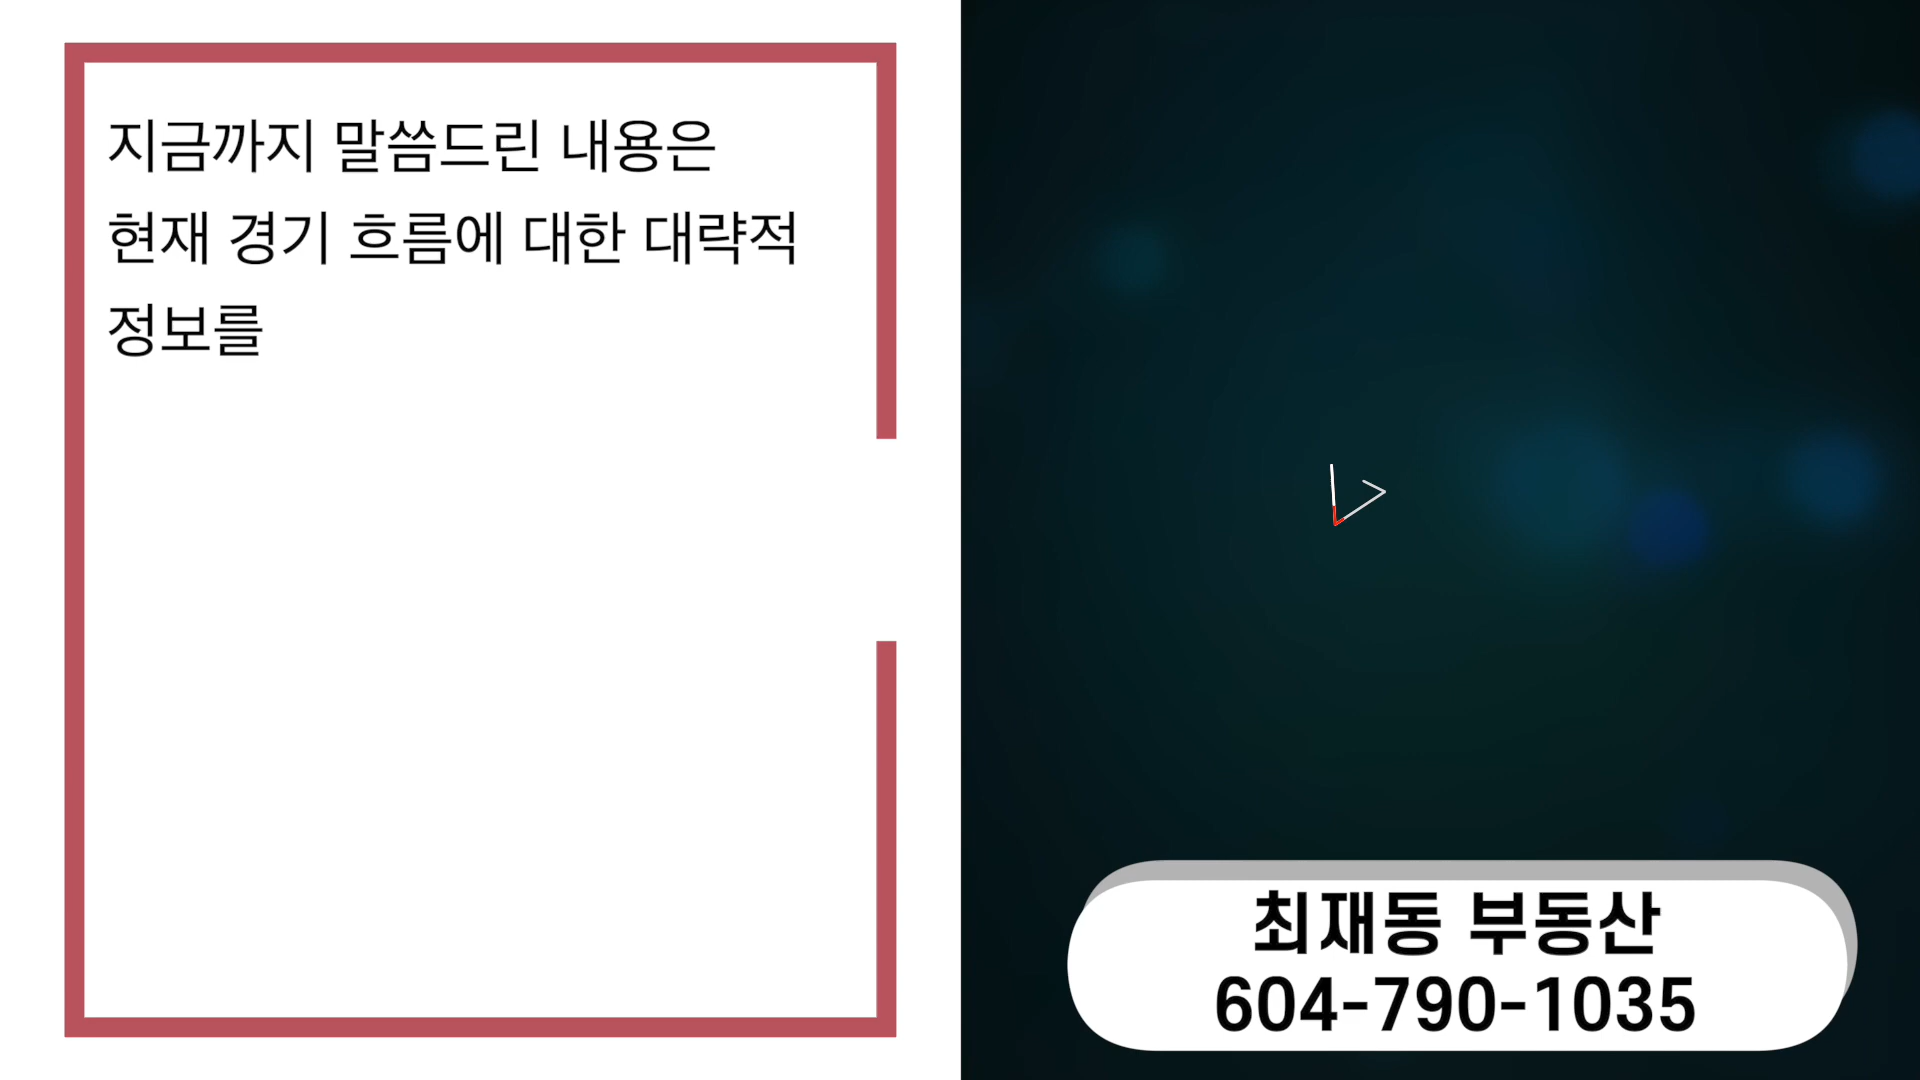 지금까지 말씀드린 내용은
현재 경기 흐름에 대한 대략적
정보를
최재동 부동산
604-790-1035